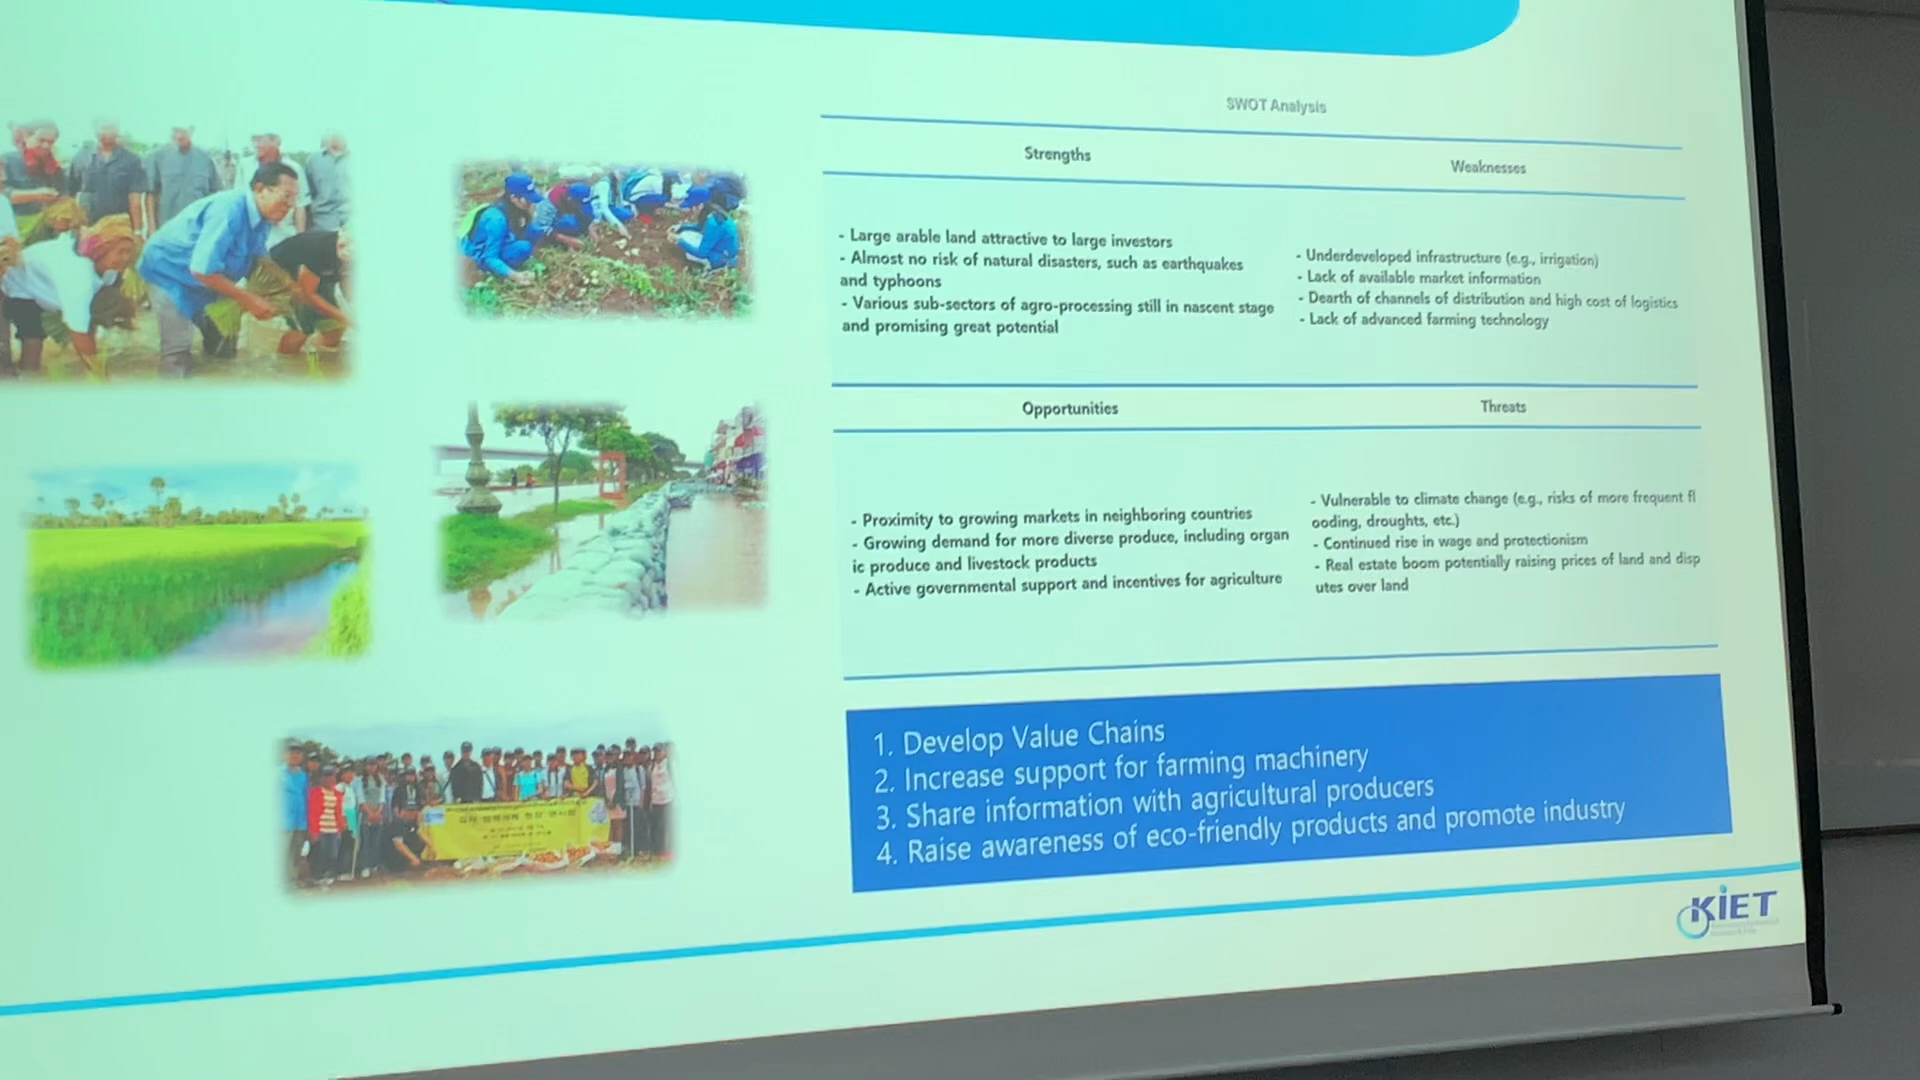 SWOT Analysis
Strengths
Weaknesses
- Large arable land attractive to large investors
- Almost no risk of natural disasters, such as earthquakes
and typhoons
- Various sub-sectors of agro-processing still in nascent stage
and promising great potential
- Underdeveloped infrastructure (e.g., irrigation)
- Lack of available market information
- Dearth of channels of distribution and high cost of logistics
- Lack of advanced farming technology
Opportunities
Threats
- Proximity to growing markets in neighboring countries
- Growing demand for more diverse produce, including organ
ic produce and livestock products
- Active governmental support and incentives for agriculture
- Vulnerable to climate change (e.g., risks of more frequent fl
ooding, droughts, etc.)
- Continued rise in wage and protectionism
- Real estate boom potentially raising prices of land and disp
utes over land
1. Develop Value Chains
2. Increase support for farming machinery
3. Share information with agricultural producers
4. Raise awareness of eco-friendly products and promote industry
KIET